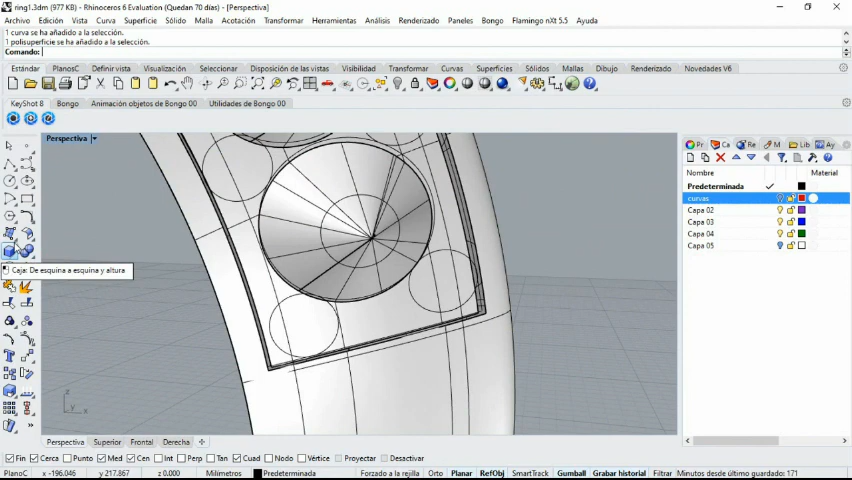 ring1.3dm (977 KB) - Rhinoceros 6 Evaluation (Quedan 70 días) - [Perspectiva]
Archivo Edición Vista Curva Superficie Sólido Malla Acotación Transformar Herramientas Análisis Renderizado Paneles Bongo Flamingo nXt 5.5 Ayuda
1 curva se ha añadido a la selección.
1 polisuperficie se ha añadido a la selección.
Comando:
Estándar PlanosC Definir vista Visualización Seleccionar Disposición de las vistas Visibilidad Transformar Curvas Superficies Sólidos Mallas Acotaciones Dibujo Renderizado Novedades V6
KeyShot 8 Bongo Animación objetos de Bongo 00 Utilidades de Bongo 00
Perspectiva
Pr Ca Re M Lib Ay
Nombre Material
Predeterminada
curvas
Capa 02
Capa 03
Capa 04
Capa 05
Caja: De esquina a esquina y altura
z
y x
Perspectiva Superior Frontal Derecha
Fin Cerca Punto Med Cen Int Perp Tan Cuad Nodo Vértice Proyectar Desactivar
PlanoC x -196.046 y 217.867 z 0.000 Milímetros Predeterminada Forzado a la rejilla Orto Planar RefObj SmartTrack Gumball Grabar historial Filtrar Minutos desde último guardado: 171